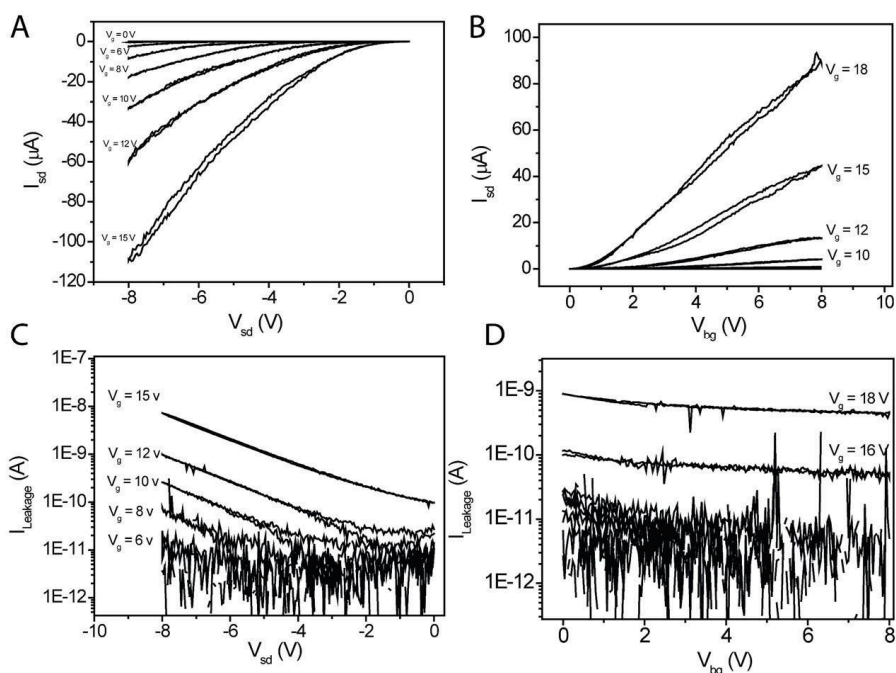 A
V_g = 0 V
V_g = 6 V
V_g = 8 V
V_g = 10 V
V_g = 12 V
V_g = 15 V
0
-20
-40
-60
-80
-100
-120
I_sd (μA)
-8 -6 -4 -2 0
V_sd (V)
B
100
80
60
40
20
0
I_sd (μA)
V_g = 18
V_g = 15
V_g = 12
V_g = 10
0 2 4 6 8 10
V_bg (V)
C
1E-7
1E-8
1E-9
1E-10
1E-11
1E-12
I_Leakage (A)
V_g = 15 v
V_g = 12 v
V_g = 10 v
V_g = 8 v
V_g = 6 v
-10 -8 -6 -4 -2 0
V_sd (V)
D
1E-9
1E-10
1E-11
1E-12
I_Leakage (A)
V_g = 18 V
V_g = 16 V
0 2 4 6 8
V_bg (V)